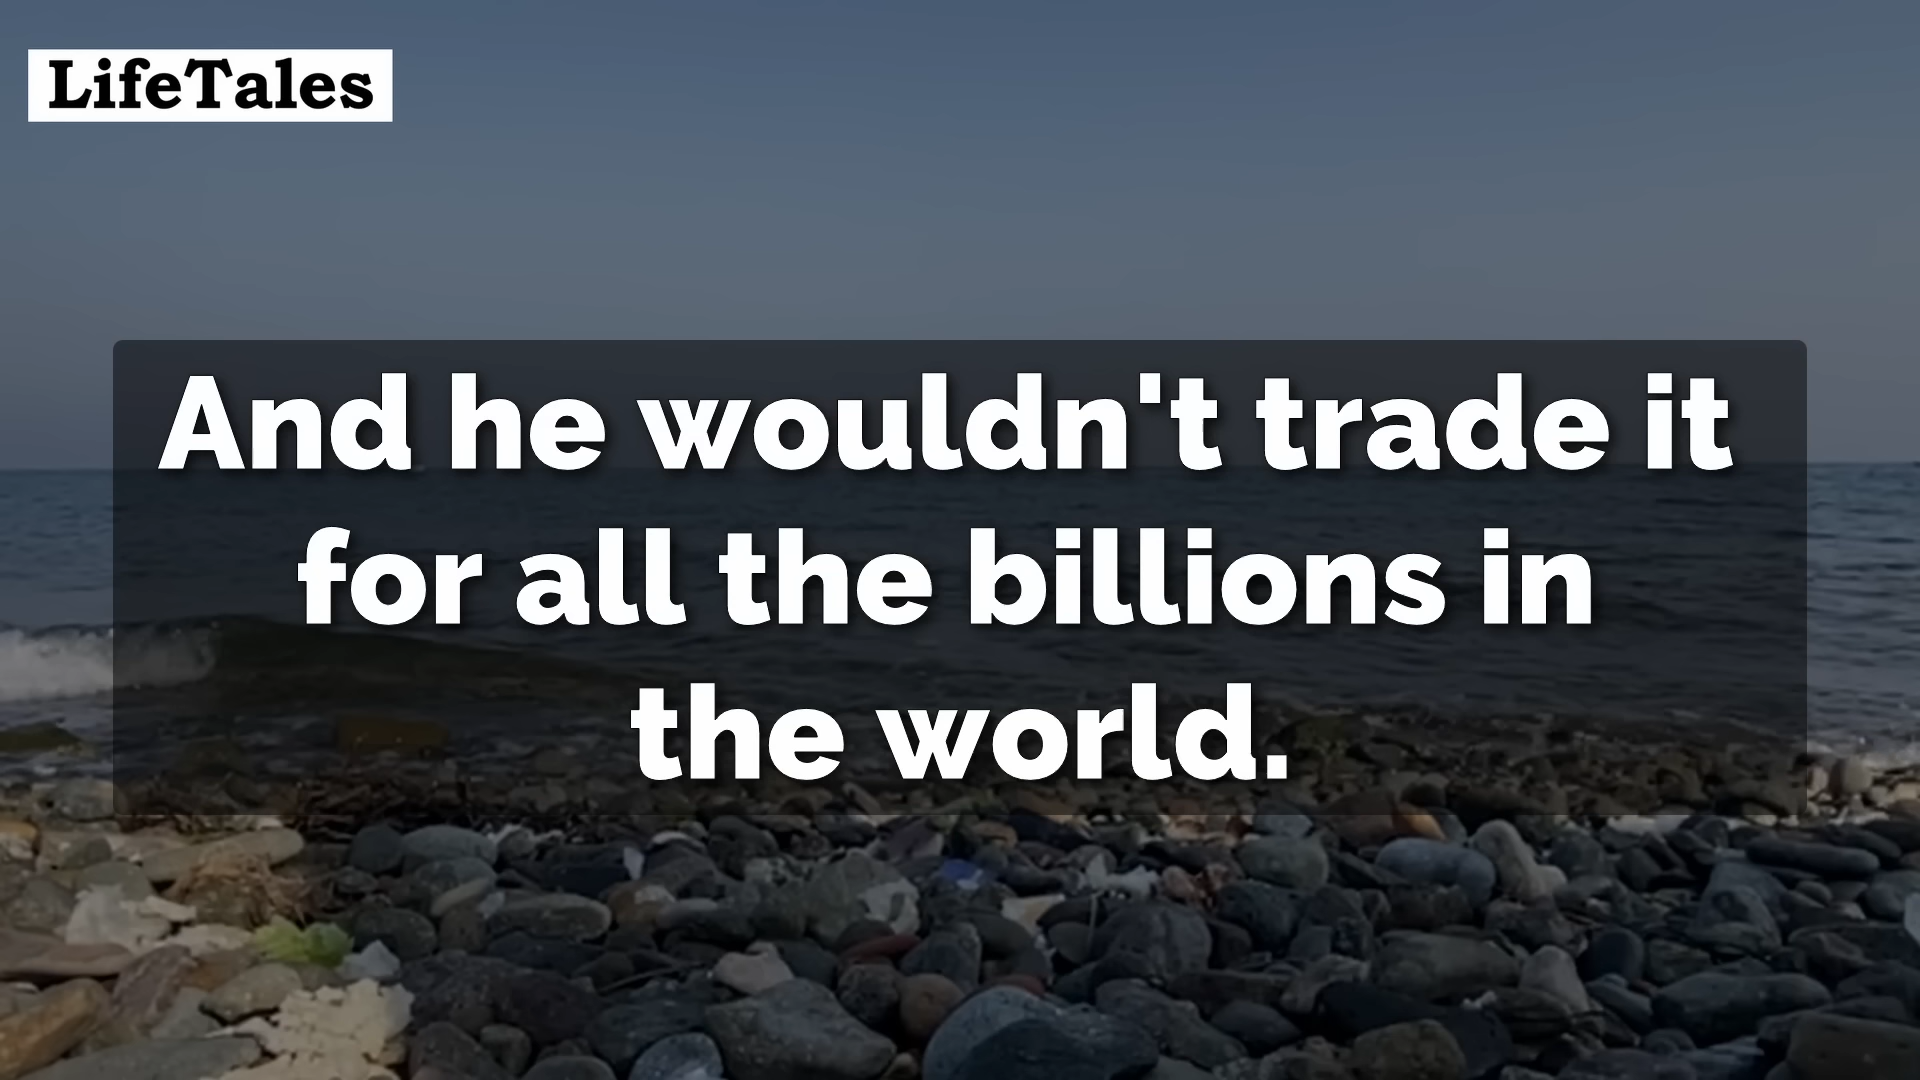 LifeTales
And he wouldn't trade it
for all the billions in
the world.